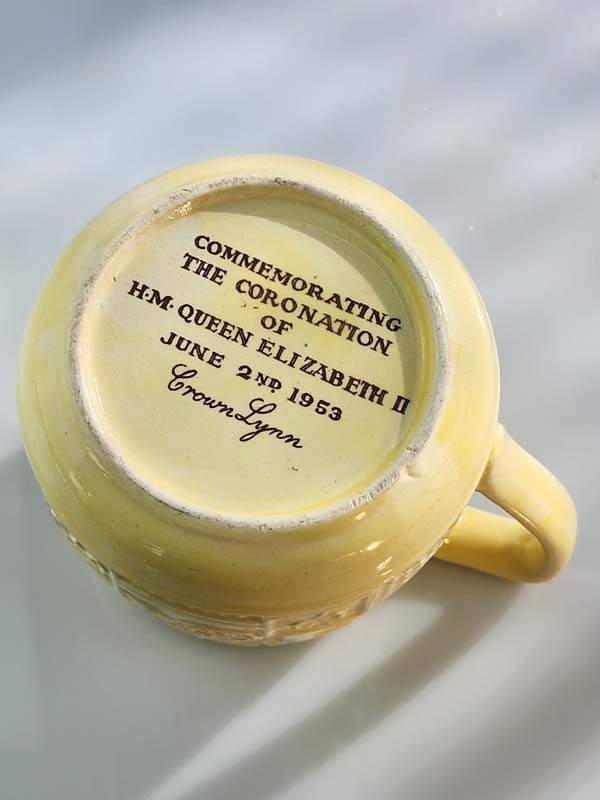 COMMEMORATING
THE CORONATION
OF
H·M· QUEEN ELIZABETH II
JUNE 2ND 1953
Crown Lynn